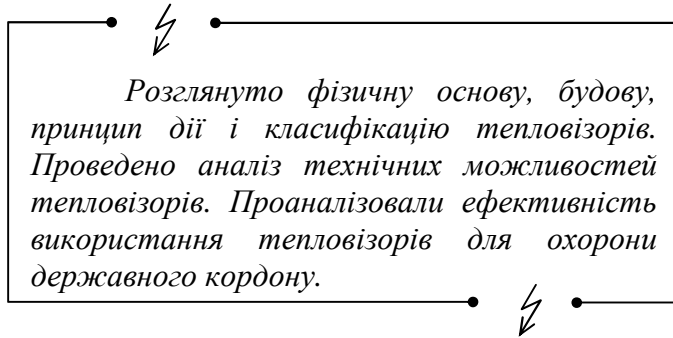 Розглянуто фізичну основу, будову,
принцип дії і класифікацію тепловізорів.
Проведено аналіз технічних можливостей
тепловізорів. Проаналізовали ефективність
використання тепловізорів для охорони
державного кордону.